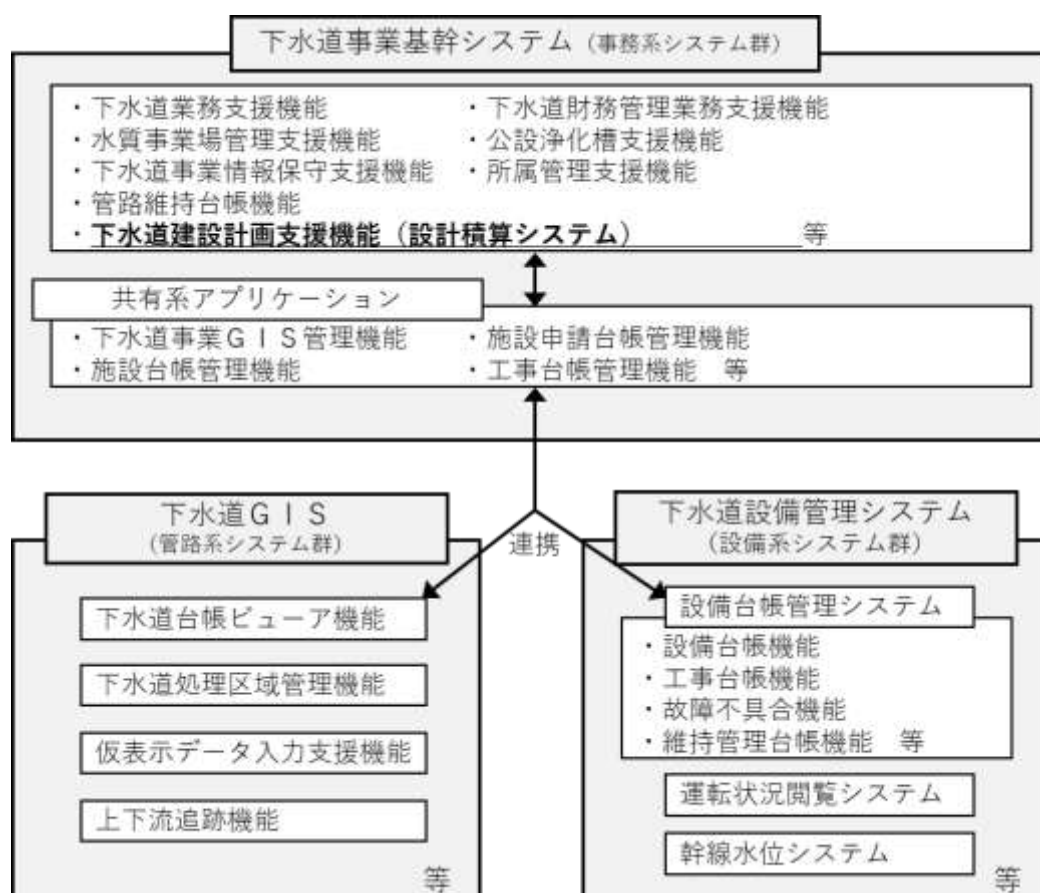 下水道事業基幹システム（事務系システム群）
・下水道業務支援機能　・下水道財務管理業務支援機能
・水質事業場管理支援機能　・公設浄化槽支援機能
・下水道事業情報保守支援機能　・所属管理支援機能
・管路維持台帳機能
・下水道建設計画支援機能（設計積算システム）　等
共有系アプリケーション
・下水道事業ＧＩＳ管理機能　・施設申請台帳管理機能
・施設台帳管理機能　・工事台帳管理機能　等
連携
下水道ＧＩＳ
（管路系システム群）
下水道台帳ビューア機能
下水道処理区域管理機能
仮表示データ入力支援機能
上下流追跡機能
等
下水道設備管理システム
（設備系システム群）
設備台帳管理システム
・設備台帳機能
・工事台帳機能
・故障不具合機能
・維持管理台帳機能　等
運転状況閲覧システム
幹線水位システム
等